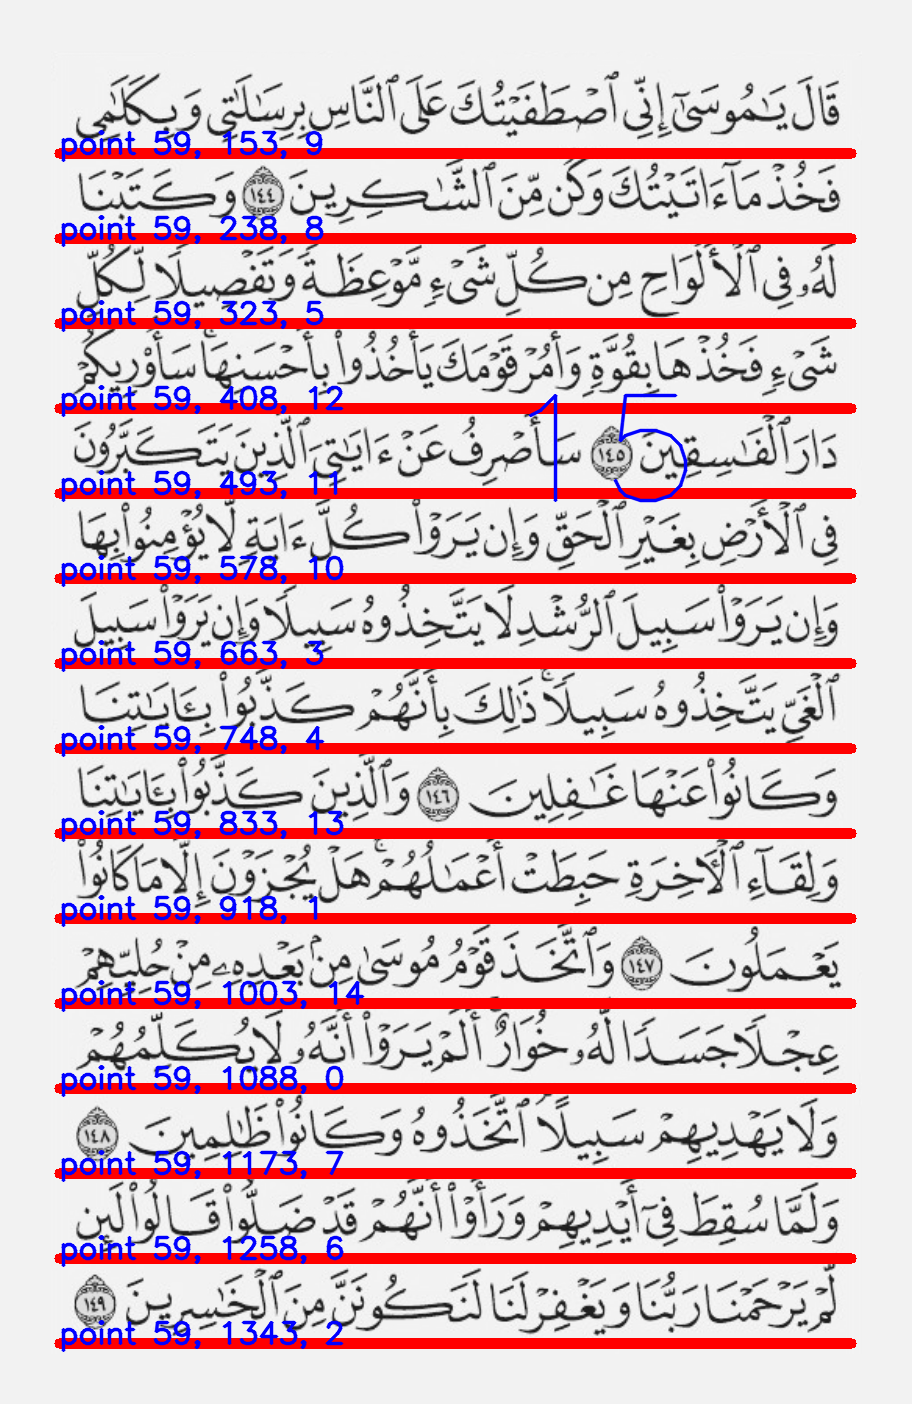 قَالَ يَـٰمُوسَىٰٓ إِنِّى ٱصْطَفَيْتُكَ عَلَى ٱلنَّاسِ بِرِسَـٰلَـٰتِى وَبِكَلَـٰمِى
point 59, 153, 9
فَخُذْ مَآ ءَاتَيْتُكَ وَكُن مِّنَ ٱلشَّـٰكِرِينَ ١٤٤ وَكَتَبْنَا
point 59, 238, 8
لَهُۥ فِى ٱلْأَلْوَاحِ مِن كُلِّ شَىْءٍ مَّوْعِظَةً وَتَفْصِيلًا لِّكُلِّ
point 59, 323, 5
شَىْءٍ فَخُذْهَا بِقُوَّةٍ وَأْمُرْ قَوْمَكَ يَأْخُذُوا۟ بِأَحْسَنِهَا ۚ سَأُو۟رِيكُمْ
point 59, 408, 12
15
دَارَ ٱلْفَـٰسِقِينَ ١٤٥ سَأَصْرِفُ عَنْ ءَايَـٰتِىَ ٱلَّذِينَ يَتَكَبَّرُونَ
point 59, 493, 11
فِى ٱلْأَرْضِ بِغَيْرِ ٱلْحَقِّ وَإِن يَرَوْا۟ كُلَّ ءَايَةٍ لَّا يُؤْمِنُوا۟ بِهَا
point 59, 578, 10
وَإِن يَرَوْا۟ سَبِيلَ ٱلرُّشْدِ لَا يَتَّخِذُوهُ سَبِيلًا وَإِن يَرَوْا۟ سَبِيلَ
point 59, 663, 3
ٱلْغَىِّ يَتَّخِذُوهُ سَبِيلًا ۚ ذَٰلِكَ بِأَنَّهُمْ كَذَّبُوا۟ بِـَٔايَـٰتِنَا
point 59, 748, 4
وَكَانُوا۟ عَنْهَا غَـٰفِلِينَ ١٤٦ وَٱلَّذِينَ كَذَّبُوا۟ بِـَٔايَـٰتِنَا
point 59, 833, 13
وَلِقَآءِ ٱلْـَٔاخِرَةِ حَبِطَتْ أَعْمَـٰلُهُمْ ۚ هَلْ يُجْزَوْنَ إِلَّا مَا كَانُوا۟
point 59, 918, 1
يَعْمَلُونَ ١٤٧ وَٱتَّخَذَ قَوْمُ مُوسَىٰ مِنۢ بَعْدِهِۦ مِنْ حُلِيِّهِمْ
point 59, 1003, 14
عِجْلًا جَسَدًا لَّهُۥ خُوَارٌ ۚ أَلَمْ يَرَوْا۟ أَنَّهُۥ لَا يُكَلِّمُهُمْ
point 59, 1088, 0
وَلَا يَهْدِيهِمْ سَبِيلًا ۘ ٱتَّخَذُوهُ وَكَانُوا۟ ظَـٰلِمِينَ ١٤٨
point 59, 1173, 7
وَلَمَّا سُقِطَ فِىٓ أَيْدِيهِمْ وَرَأَوْا۟ أَنَّهُمْ قَدْ ضَلُّوا۟ قَالُوا۟ لَئِن
point 59, 1258, 6
لَّمْ يَرْحَمْنَا رَبُّنَا وَيَغْفِرْ لَنَا لَنَكُونَنَّ مِنَ ٱلْخَـٰسِرِينَ ١٤٩
point 59, 1343, 2